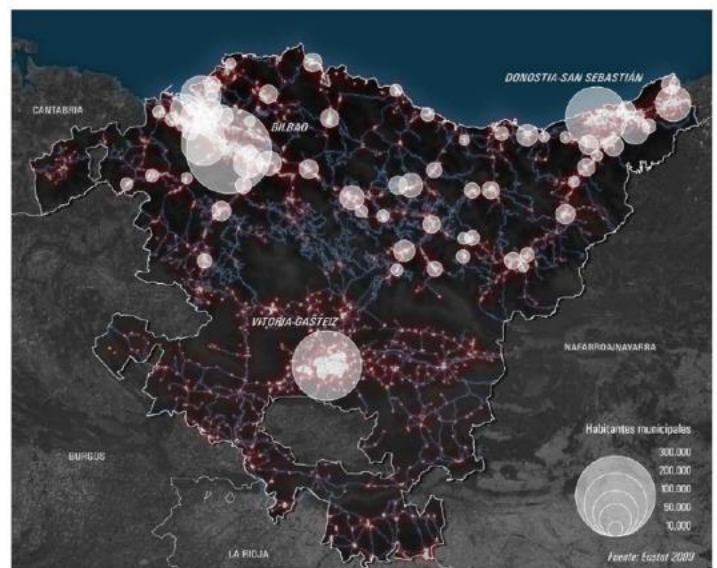 DONOSTIA-SAN SEBASTIÁN
CANTABRIA
BILBAO
VITORIA-GASTEIZ
NAFARROA/NAVARRA
BURGOS
LA RIOJA
Habitantes municipales
300.000
200.000
100.000
50.000
10.000
Fuente: Eustat 2009